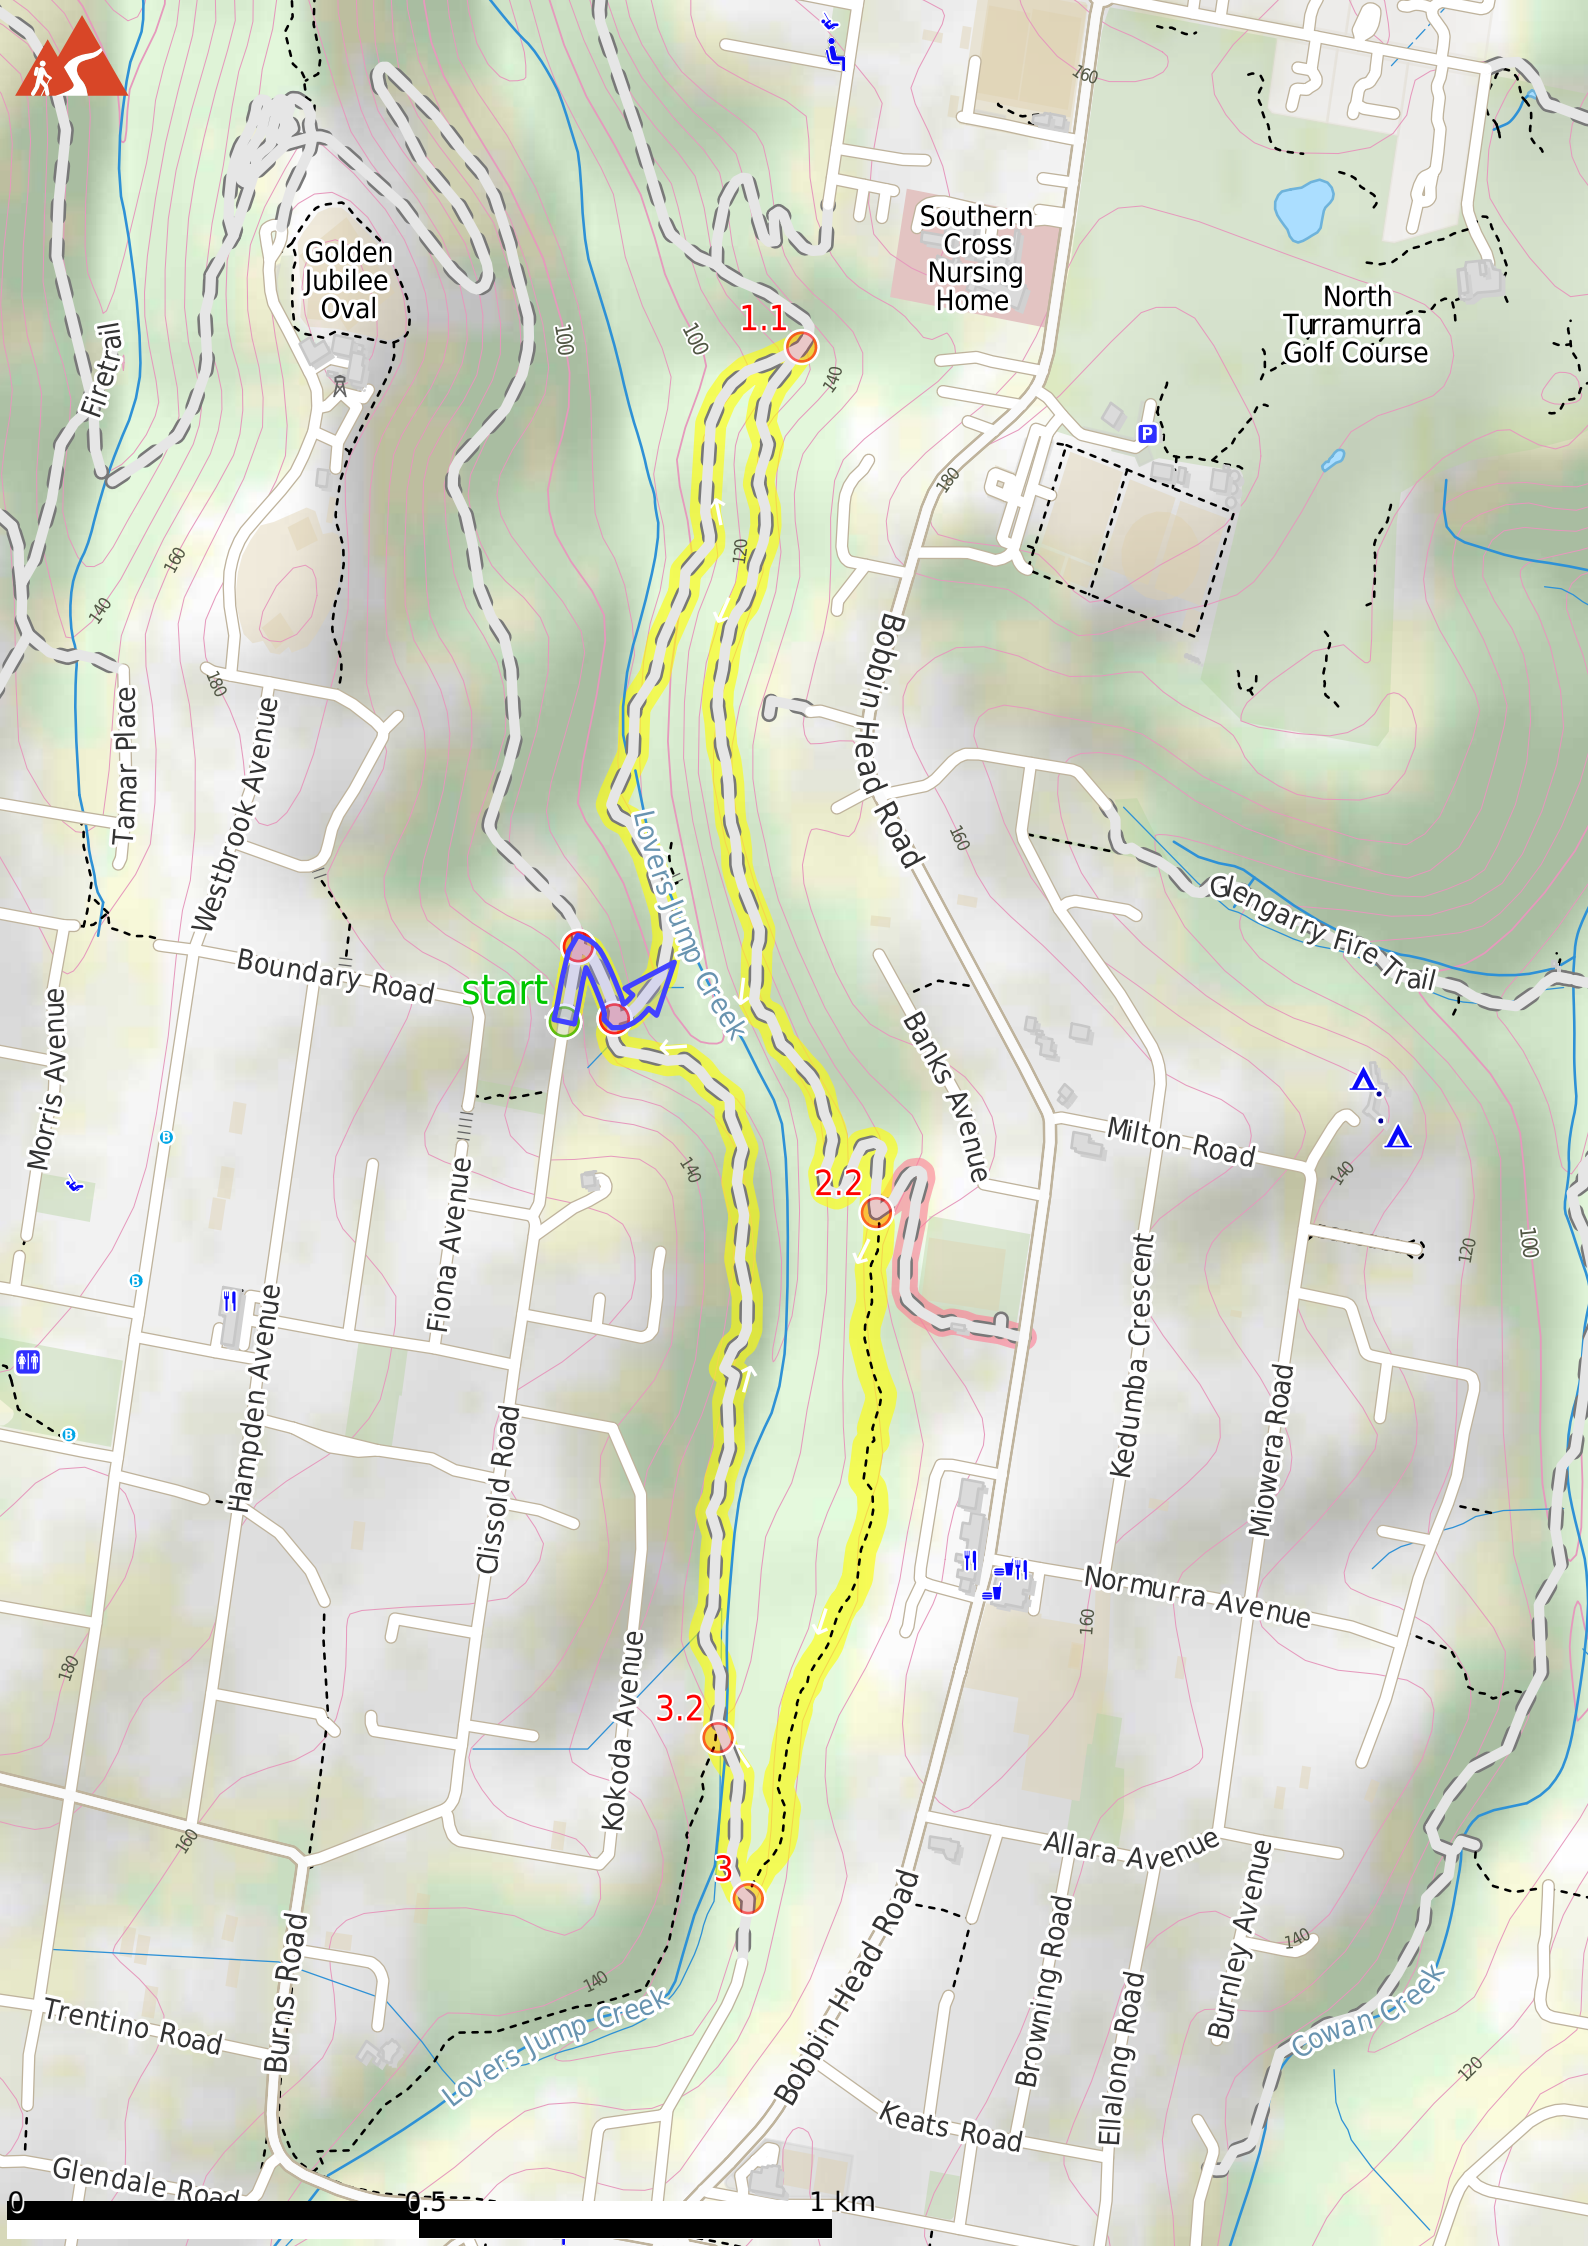 160
Southern
Cross
Nursing
Home
Golden
Jubilee
Oval
North
Turramurra
Golf Course
1.1
100
100
140
Firetrail
P
180
120
160
140
Bobbin Head Road
180
Tamar Place
Westbrook Avenue
Lovers Jump Creek
160
Glengarry Fire Trail
Boundary Road
start
Morris Avenue
Banks Avenue
B
Milton Road
140
140
2.2
Fiona Avenue
Kedumba Crescent
120
100
B
Hampden Avenue
Miowera Road
Clissold Road
B
Normurra Avenue
160
180
Kokoda Avenue
3.2
160
Allara Avenue
3
Burnley Avenue
Bobbin Head Road
Browning Road
140
Burns Road
140
Ellalong Road
Cowan Creek
Trentino Road
Lovers Jump Creek
120
Keats Road
Glendale Road
0
0.5
1 km